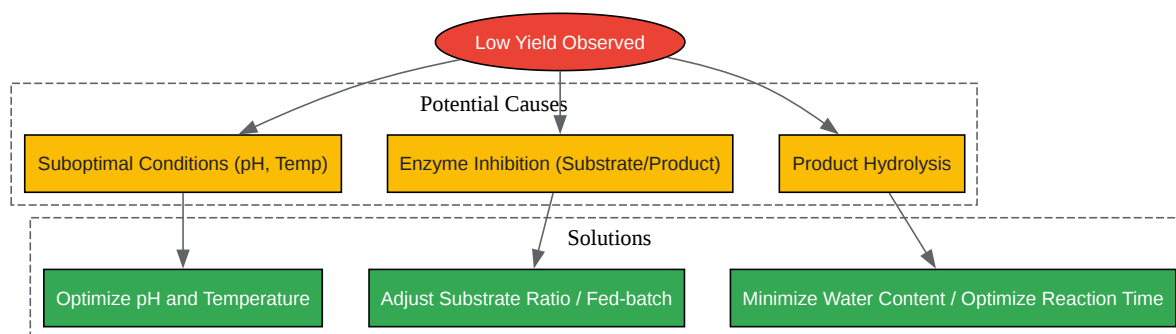 Low Yield Observed
Potential Causes
Suboptimal Conditions (pH, Temp)
Enzyme Inhibition (Substrate/Product)
Product Hydrolysis
Solutions
Optimize pH and Temperature
Adjust Substrate Ratio / Fed-batch
Minimize Water Content / Optimize Reaction Time